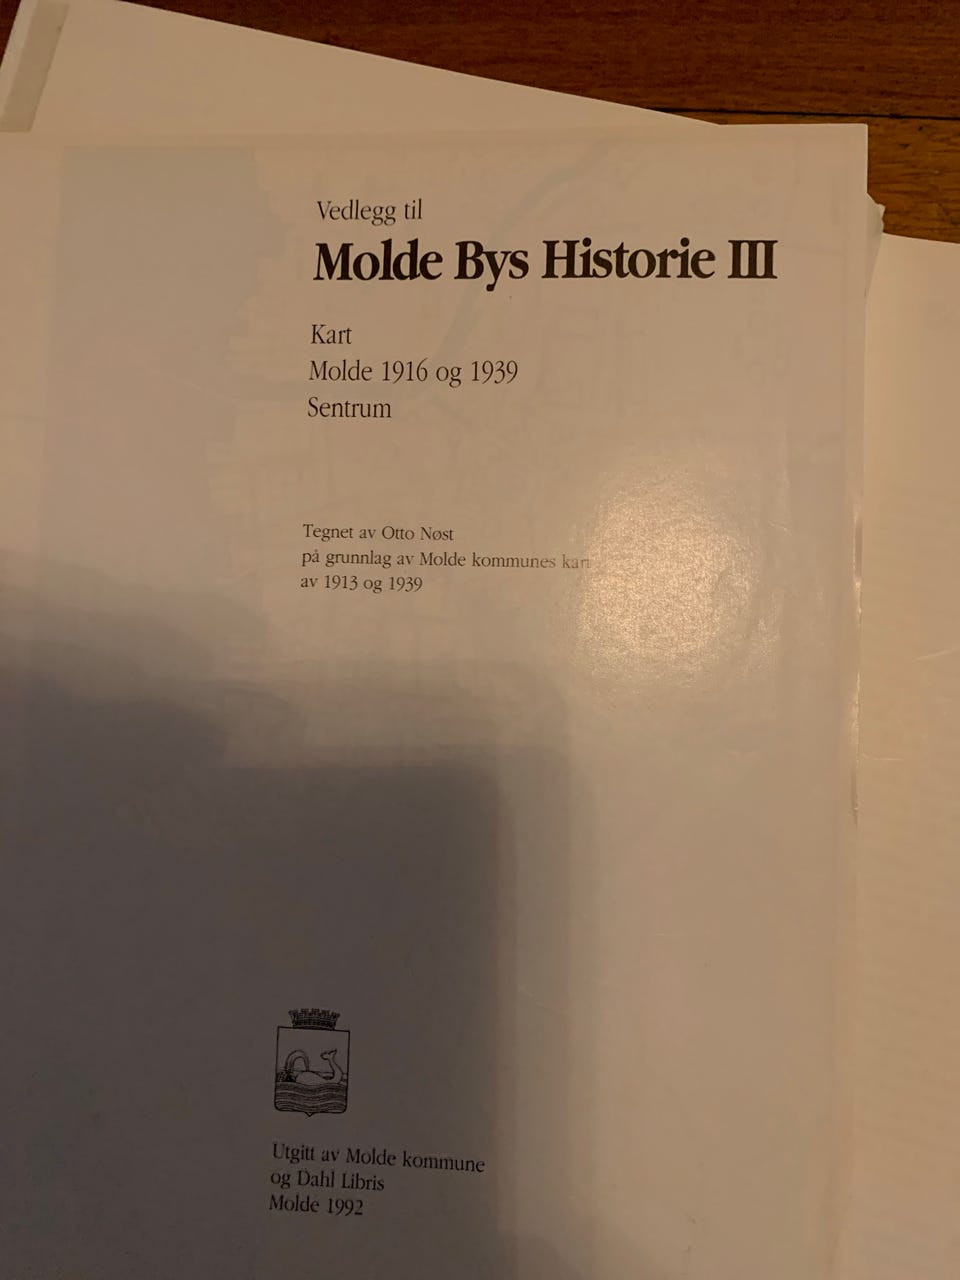 Vedlegg til
Molde Bys Historie III
Kart
Molde 1916 og 1939
Sentrum
Tegnet av Otto Nøst
på grunnlag av Molde kommunes kart
av 1913 og 1939
Utgitt av Molde kommune
og Dahl Libris
Molde 1992